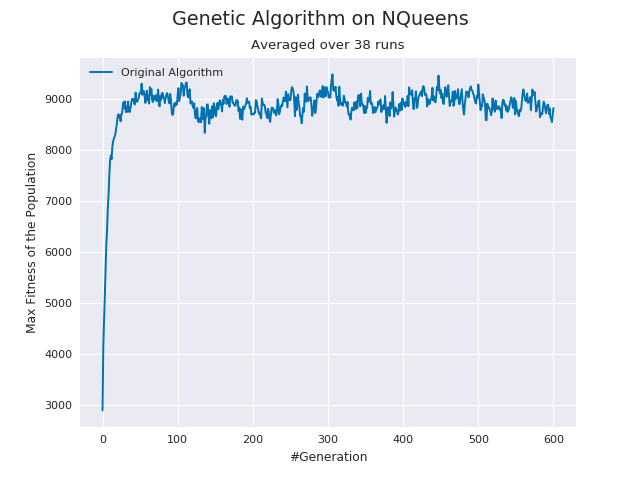 Genetic Algorithm on NQueens
Averaged over 38 runs
Original Algorithm
9000
8000
7000
6000
5000
4000
3000
Max Fitness of the Population
0 100 200 300 400 500 600
#Generation